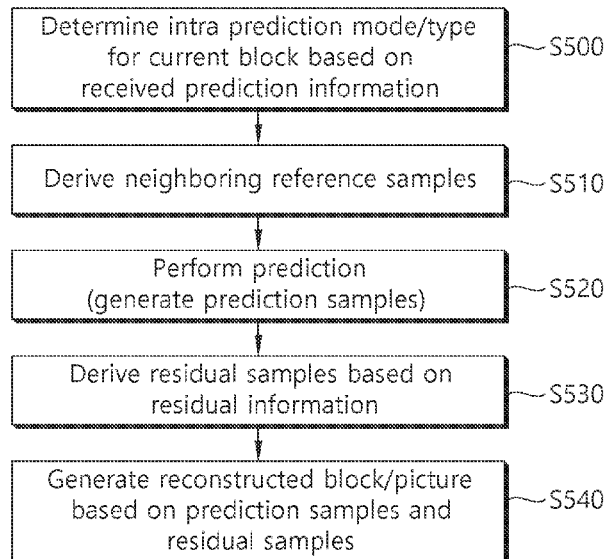 Determine intra prediction mode/type
for current block based on
received prediction information
S500
Derive neighboring reference samples
S510
Perform prediction
(generate prediction samples)
S520
Derive residual samples based on
residual information
S530
Generate reconstructed block/picture
based on prediction samples and
residual samples
S540